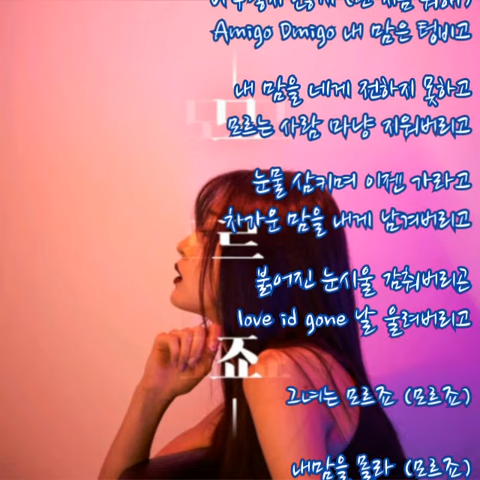 Amigo Dmigo 내 맘은 텅비고
내 맘을 네게 전하지 못하고
모르는 사람 마냥 지워버리고
눈물 삼키며 이젠 가라고
차가운 맘을 내게 남겨버리고
붉어진 눈시울 감춰버리곤
love id gone 날 울려버리고
그녀는 모르죠 (모르죠)
내맘을 몰라 (모르죠)
모
르
죠